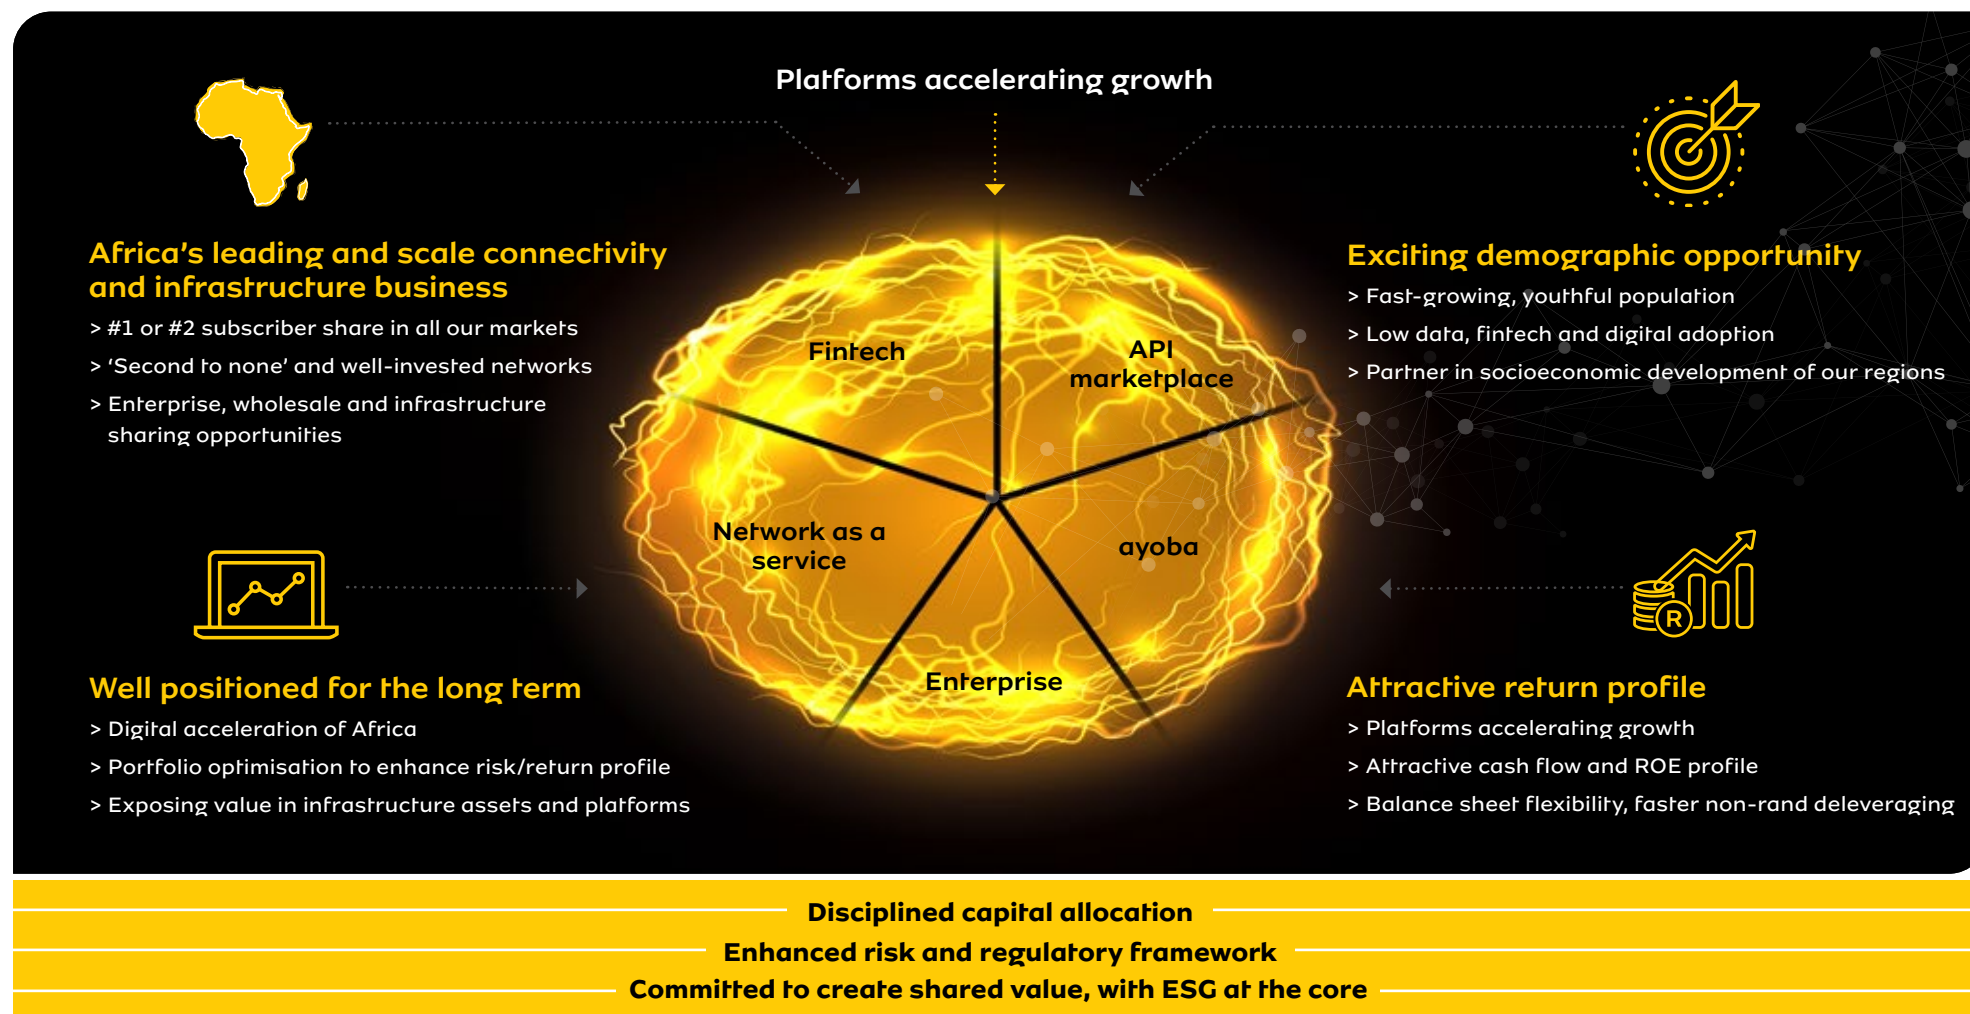 Platforms accelerating growth
Africa's leading and scale connectivity
and infrastructure business
> #1 or #2 subscriber share in all our markets
> ‘Second to none’ and well-invested networks
> Enterprise, wholesale and infrastructure
sharing opportunities
Exciting demographic opportunity
> Fast-growing, youthful population
> Low data, fintech and digital adoption
> Partner in socioeconomic development of our regions
Fintech
API
marketplace
Network as a
service
ayoba
Enterprise
Well positioned for the long term
> Digital acceleration of Africa
> Portfolio optimisation to enhance risk/return profile
> Exposing value in infrastructure assets and platforms
R
Attractive return profile
> Platforms accelerating growth
> Attractive cash flow and ROE profile
> Balance sheet flexibility, faster non-rand deleveraging
Disciplined capital allocation
Enhanced risk and regulatory framework
Committed to create shared value, with ESG at the core